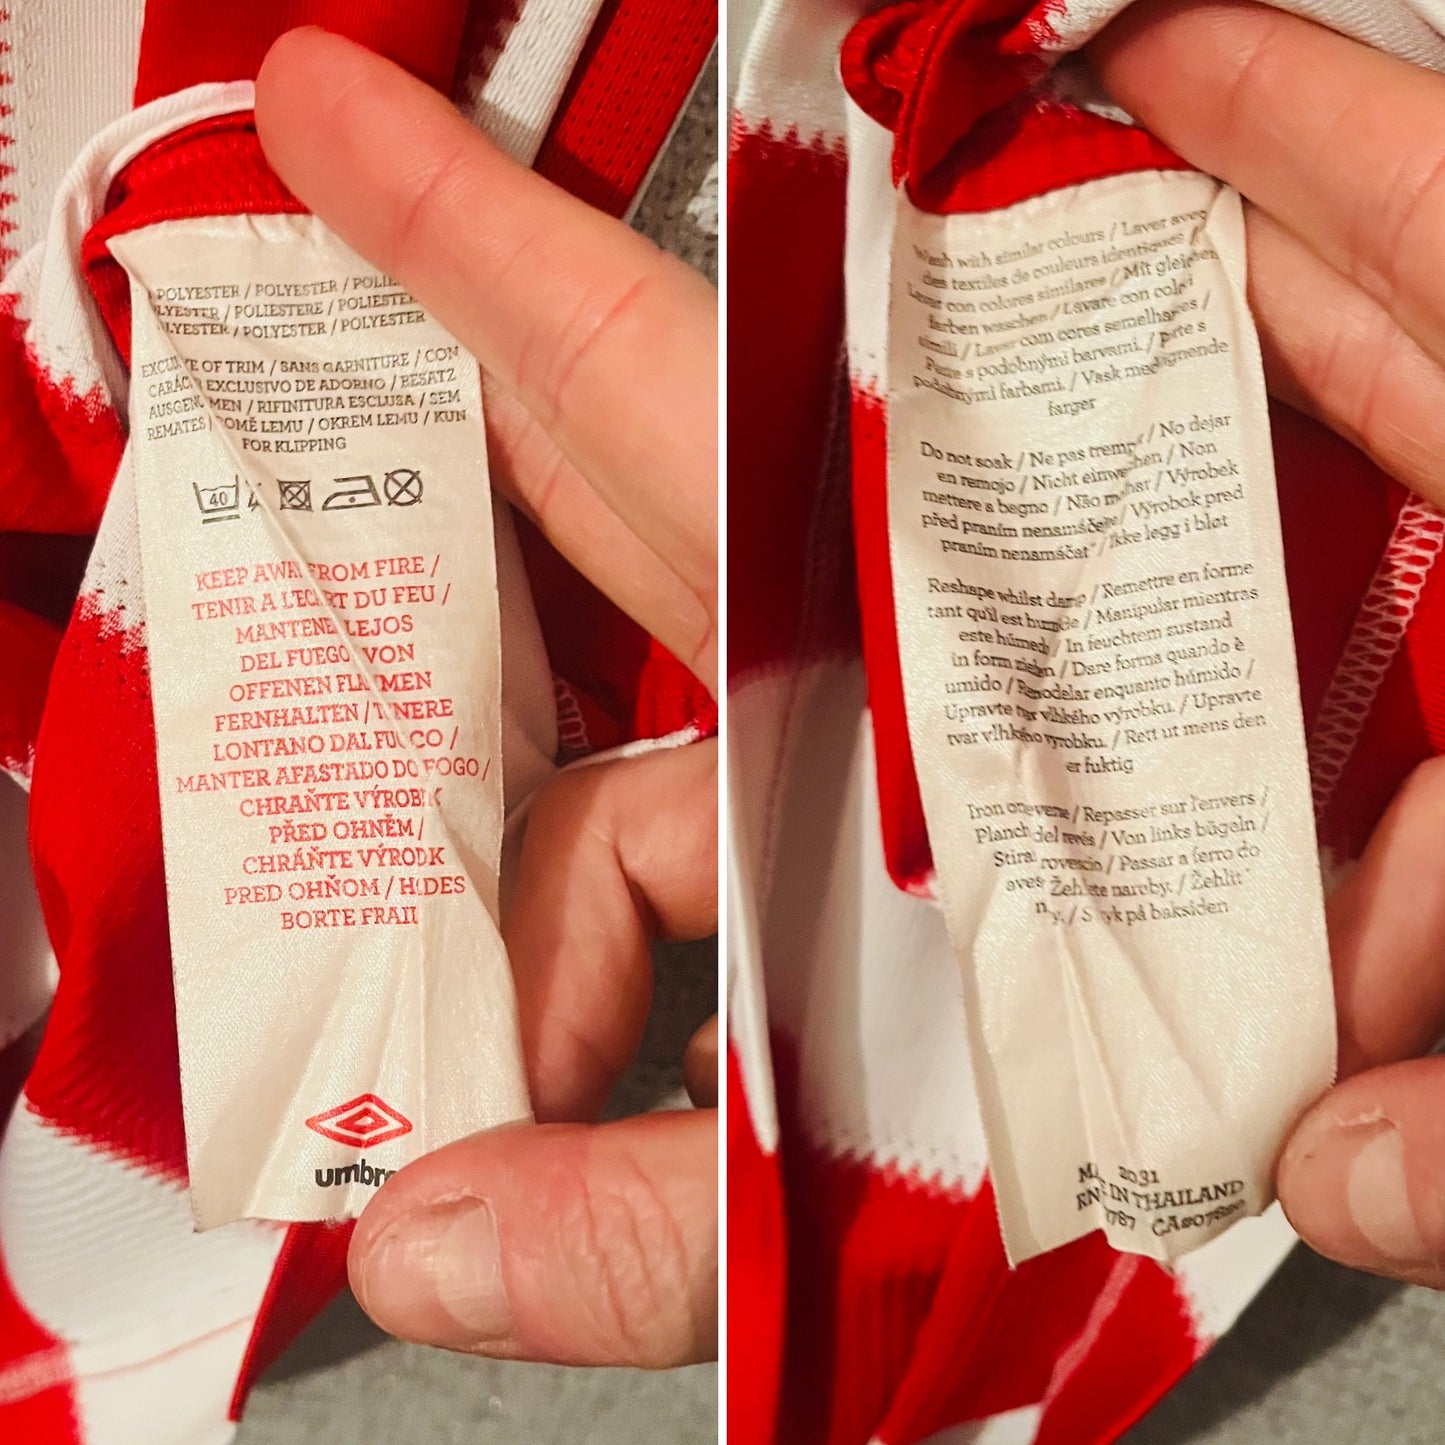 POLYESTER / POLYESTER /
/ POLIESTERE /
/ POLYESTER / POLYESTER
OF TRIM / SANS GARNITURE / CON
EXCLUSIVO DE ADORNO / BESATZ
/ RIFINITURA ESCLUSA / SEM
REMATES / LEMU / OKREM LEMU / KUN
FOR KLIPPING
40
KEEP AWAY FROM FIRE /
TENIR A L'ECART DU FEU /
MANTENER LEJOS
DEL FUEGO / VON
OFFENEN FLAMMEN
FERNHALTEN / TENERE
LONTANO DAL FUOCO /
MANTER AFASTADO DO FOGO /
CHRAŇTE VÝROBEK
PŘED OHNĚM /
CHRÁŇTE VÝROBOK
PRED OHŇOM / HOLDES
BORTE FRA
umbro
Wash with similar colours / Laver avec
des textiles de couleurs identiques /
Lavar con colores similares / Mit gleichen
farben waschen / Lavare con colori
simili / Lavar com cores semelhantes /
Perte s podobnými barvami. / perte s
podobnými farbami. / Vask med lignende
farger
Do not soak / Ne pas tremper / No dejar
en remojo / Nicht einweichen / Non
mettere a bagno / Não molhar / Výrobek
před praním nenamáčejte / Výrobok pred
praním nenamáčať / Ikke legg i bløt
Reshape whilst damp / Remettre en forme
tant qu'il est humide / Manipular mientras
este húmedo / In feuchtem zustand
in form ziehen / Dare forma quando è
umido / Remodelar enquanto húmido /
Upravte tvar vlhkého výrobku. / Upravte
tvar vlhkého výrobku. / Rett ut mens den
er fuktig
Iron on reverse / Repasser sur l'envers /
Planchar del revés / Von links bügeln /
Stirare rovescio / Passar a ferro do
avesso Žehlete naruby. / Žehliť
/ Stryk på baksiden
2031
IN THAILAND